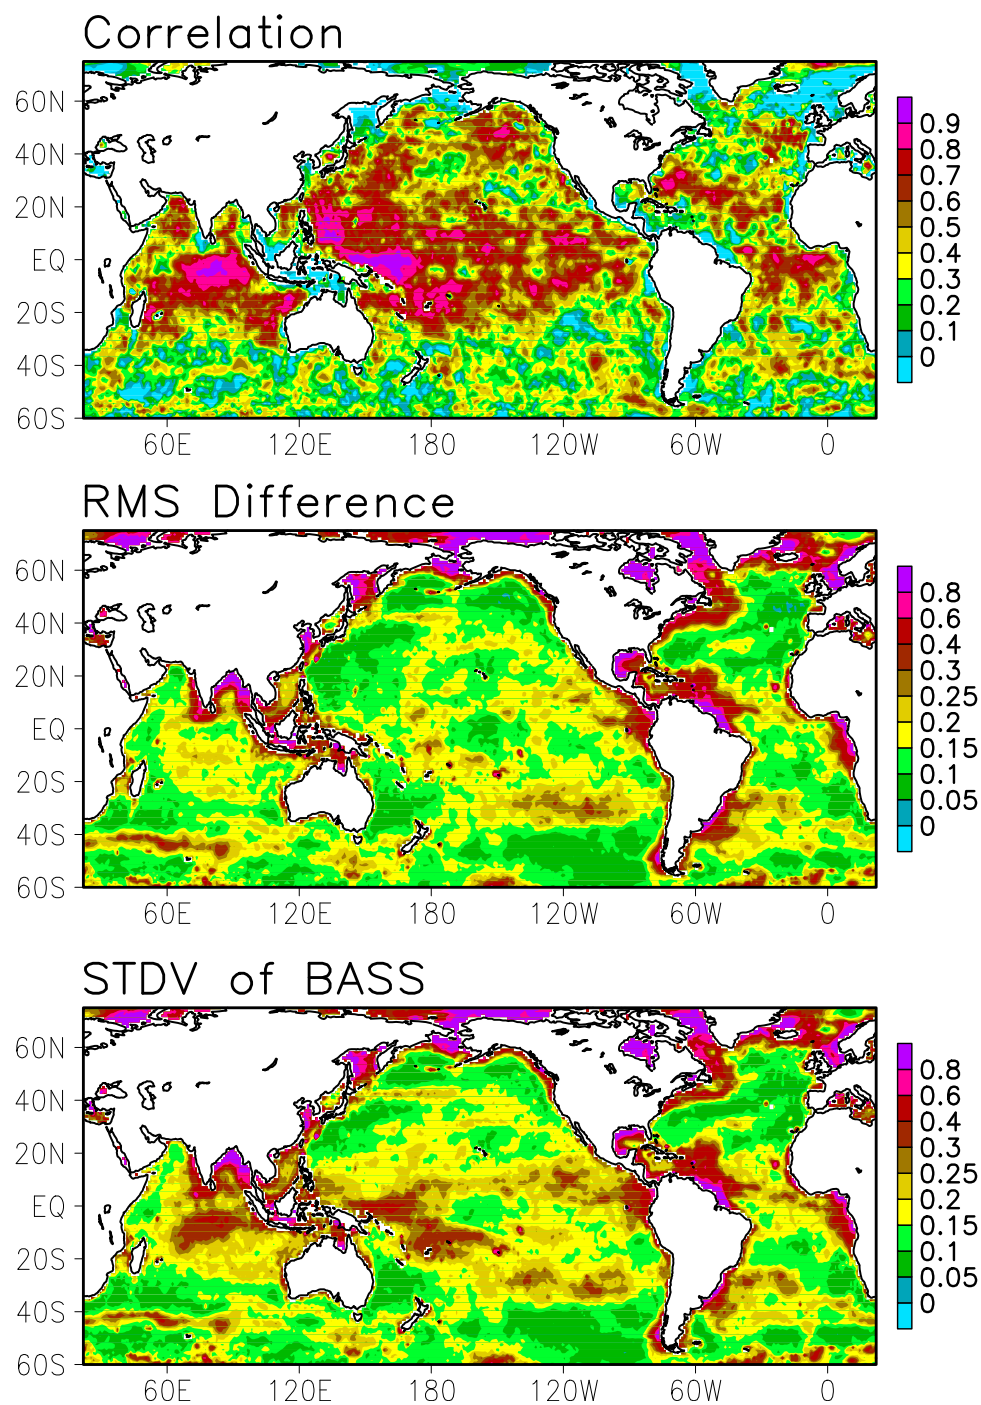 Correlation
60N
40N
20N
EQ
20S
40S
60S
60E 120E 180 120W 60W 0
0.9
0.8
0.7
0.6
0.5
0.4
0.3
0.2
0.1
0
RMS Difference
60N
40N
20N
EQ
20S
40S
60S
60E 120E 180 120W 60W 0
0.8
0.6
0.4
0.3
0.25
0.2
0.15
0.1
0.05
0
STDV of BASS
60N
40N
20N
EQ
20S
40S
60S
60E 120E 180 120W 60W 0
0.8
0.6
0.4
0.3
0.25
0.2
0.15
0.1
0.05
0